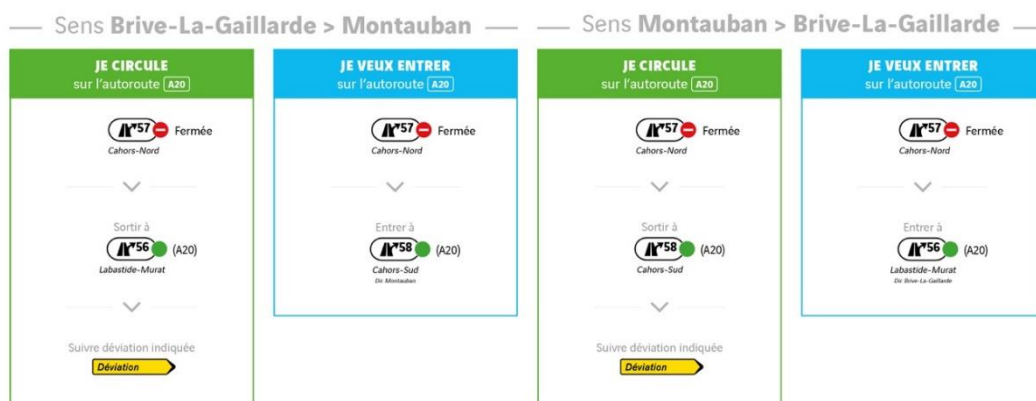 Sens Brive-La-Gaillarde > Montauban
JE CIRCULE
sur l'autoroute A20
57 Fermée
Cahors-Nord
Sortir à
56 (A20)
Labastide-Murat
Suivre déviation indiquée
Déviation
JE VEUX ENTRER
sur l'autoroute A20
57 Fermée
Cahors-Nord
Entrer à
58 (A20)
Cahors-Sud
Dir. Montauban
Sens Montauban > Brive-La-Gaillarde
JE CIRCULE
sur l'autoroute A20
57 Fermée
Cahors-Nord
Sortir à
58 (A20)
Cahors-Sud
Suivre déviation indiquée
Déviation
JE VEUX ENTRER
sur l'autoroute A20
57 Fermée
Cahors-Nord
Entrer à
56 (A20)
Labastide-Murat
Dir. Brive-La-Gaillarde